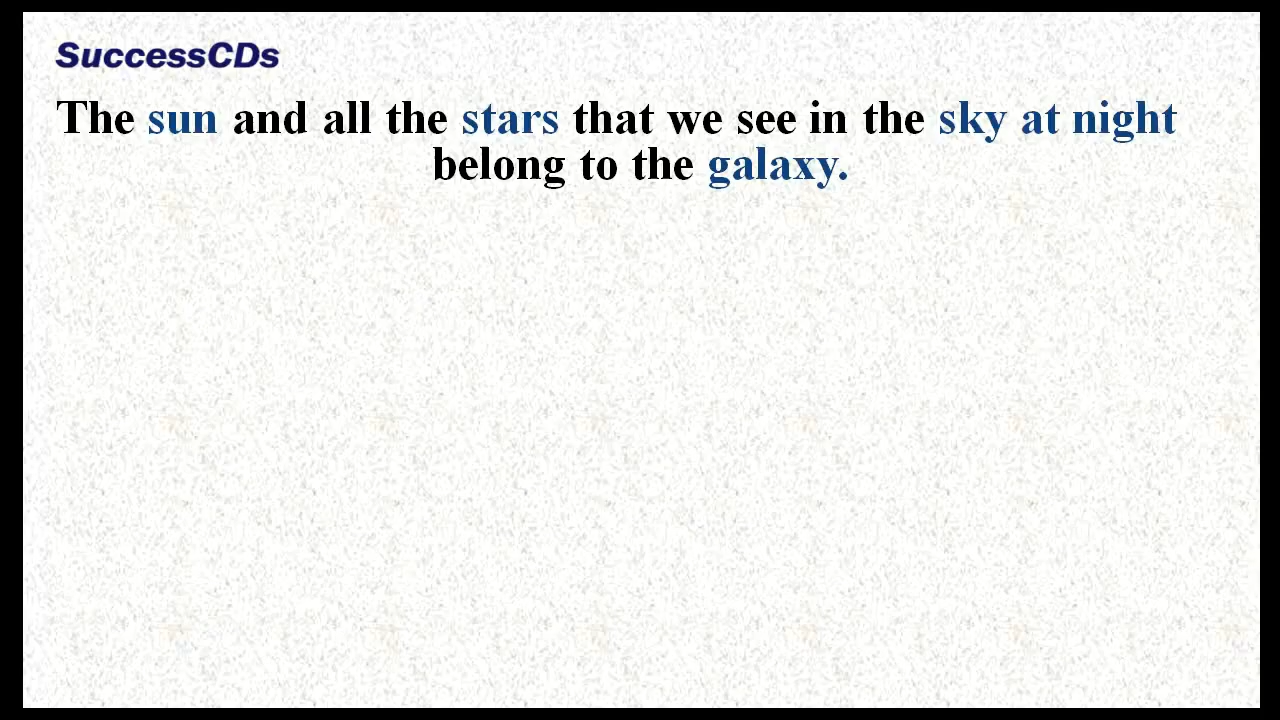 SuccessCDs
The sun and all the stars that we see in the sky at night
belong to the galaxy.